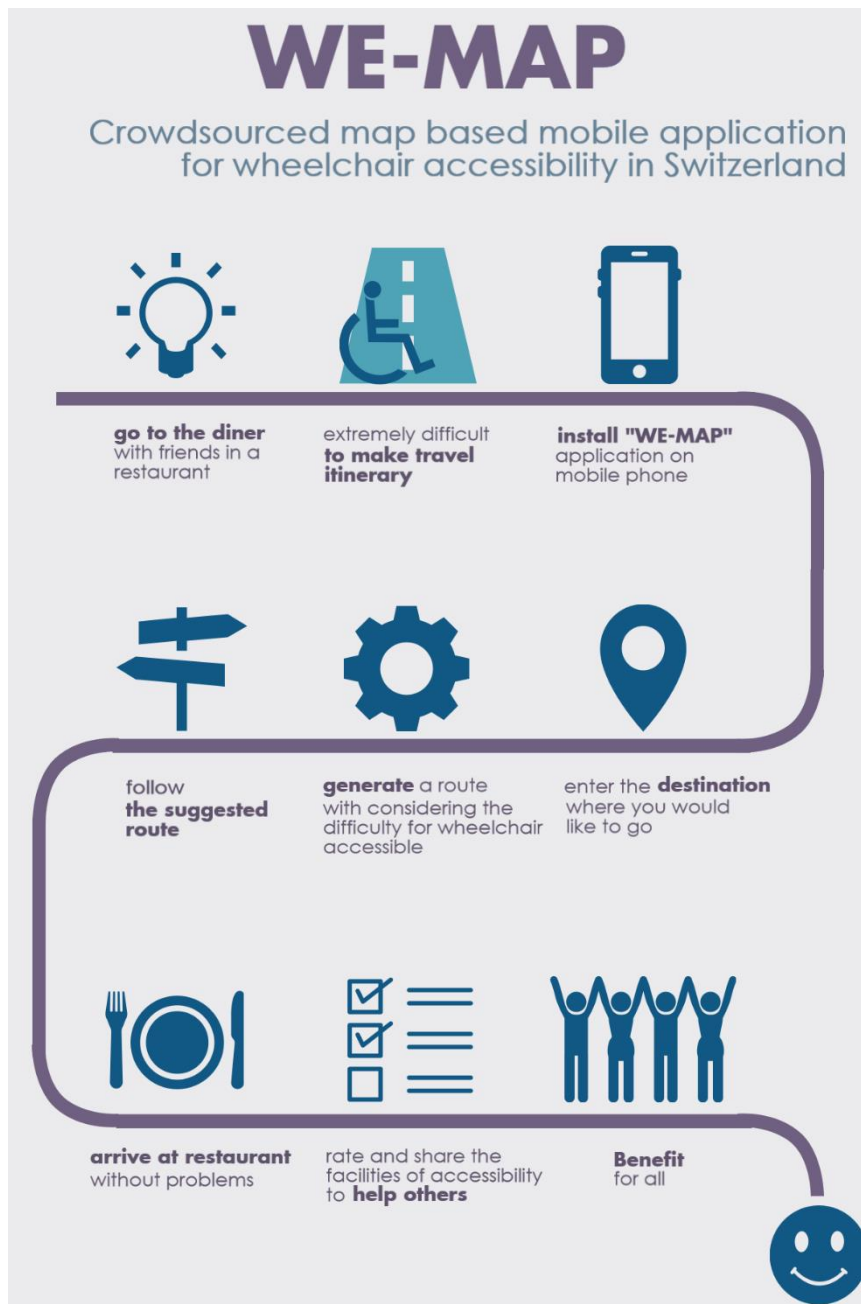 WE-MAP
Crowdsourced map based mobile application
for wheelchair accessibility in Switzerland
go to the diner
with friends in a
restaurant
extremely difficult
to make travel
itinerary
install "WE-MAP"
application on
mobile phone
enter the destination
where you would
like to go
generate a route
with considering the
difficulty for wheelchair
accessible
follow
the suggested
route
arrive at restaurant
without problems
rate and share the
facilities of accessibility
to help others
Benefit
for all